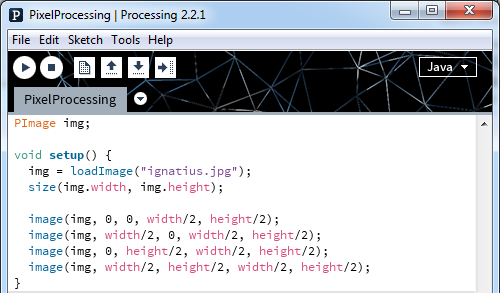 P PixelProcessing | Processing 2.2.1
File Edit Sketch Tools Help
Java
PixelProcessing
PImage img;

void setup() {
  img = loadImage("ignatius.jpg");
  size(img.width, img.height);

  image(img, 0, 0, width/2, height/2);
  image(img, width/2, 0, width/2, height/2);
  image(img, 0, height/2, width/2, height/2);
  image(img, width/2, height/2, width/2, height/2);
}